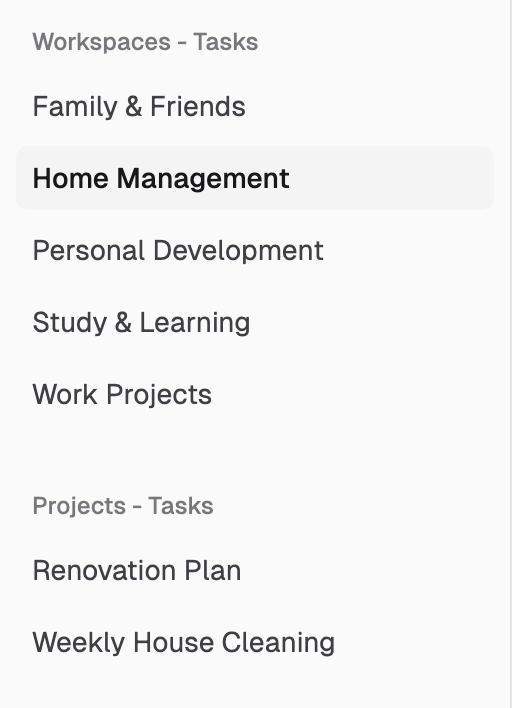 Workspaces - Tasks
Family & Friends
Home Management
Personal Development
Study & Learning
Work Projects
Projects - Tasks
Renovation Plan
Weekly House Cleaning